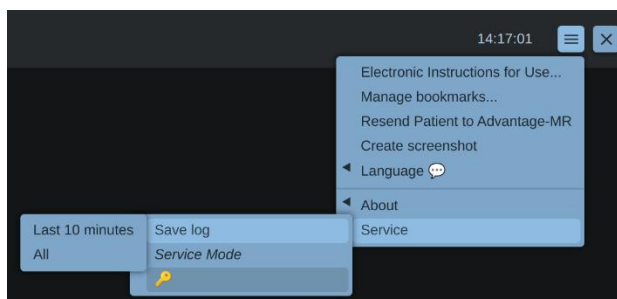 14:17:01
Electronic Instructions for Use...
Manage bookmarks...
Resend Patient to Advantage-MR
Create screenshot
Language 💬
About
Service
Save log
Service Mode
🔑
Last 10 minutes
All